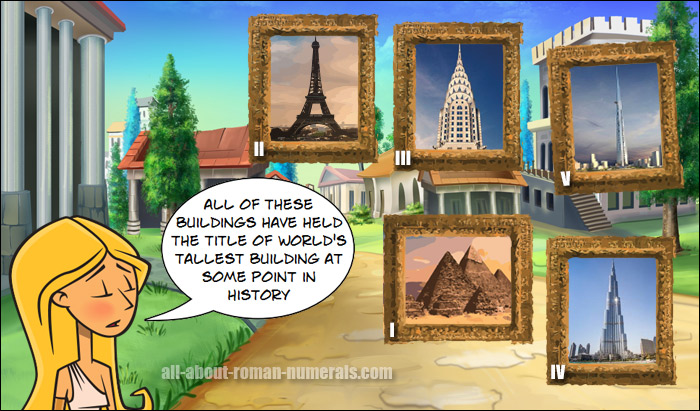 II
III
V
ALL OF THESE
BUILDINGS HAVE HELD
THE TITLE OF WORLD'S
TALLEST BUILDING AT
SOME POINT IN
HISTORY
I
IV
all-about-roman-numerals.com